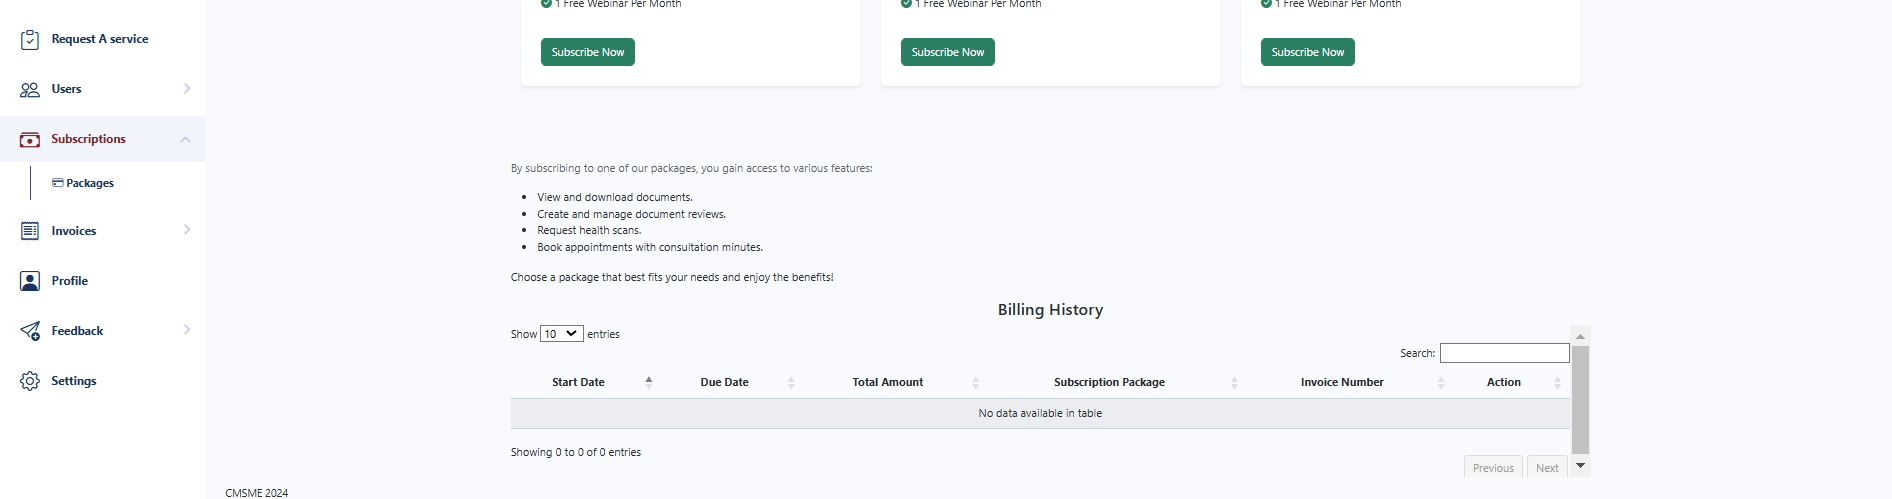 Request A service
Users
Subscriptions
Packages
Invoices
Profile
Feedback
Settings
1 Free Webinar Per Month
1 Free Webinar Per Month
1 Free Webinar Per Month
Subscribe Now
Subscribe Now
Subscribe Now
By subscribing to one of our packages, you gain access to various features:
View and download documents.
Create and manage document reviews.
Request health scans.
Book appointments with consultation minutes.
Choose a package that best fits your needs and enjoy the benefits!
Billing History
Show 10 entries
Search:
Start Date Due Date Total Amount Subscription Package Invoice Number Action
No data available in table
Showing 0 to 0 of 0 entries
Previous Next
CMSME 2024